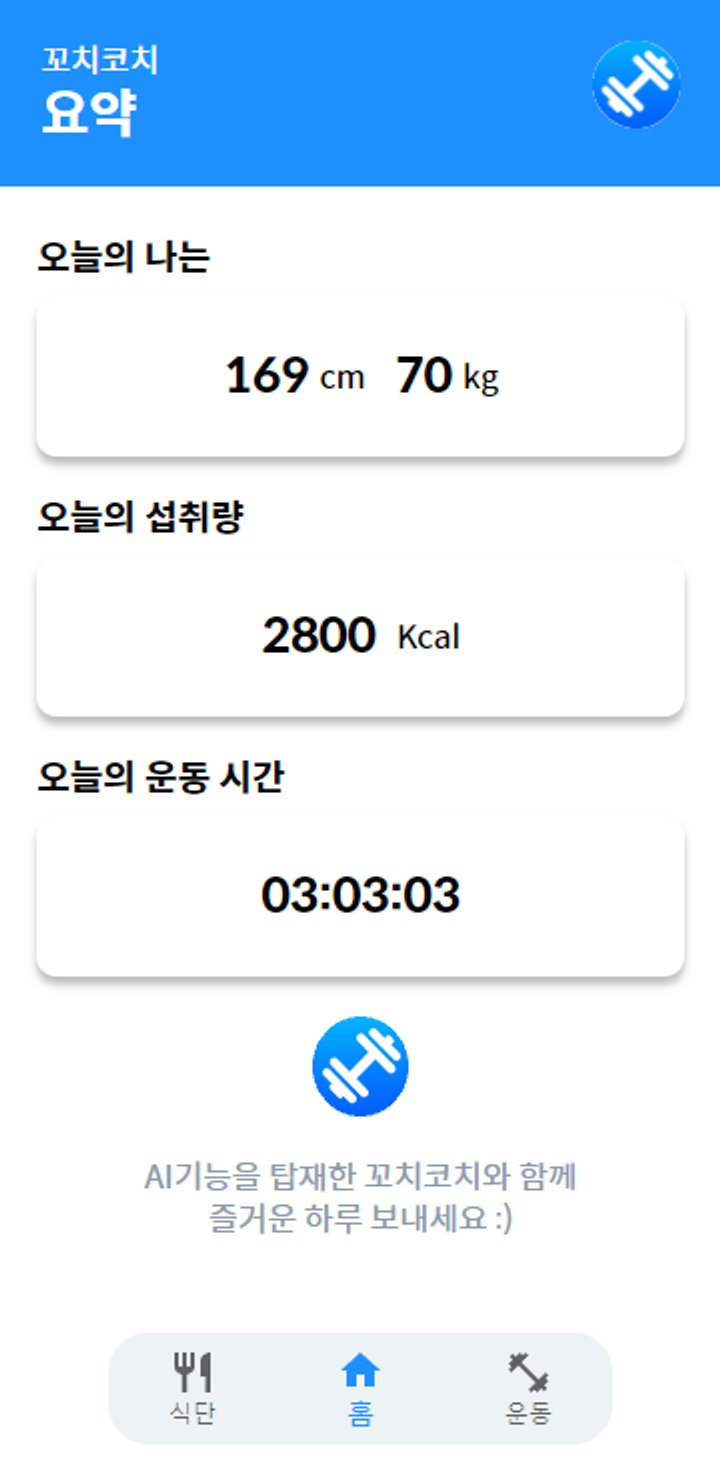 꼬치코치
요약
오늘의 나는
169 cm 70 kg
오늘의 섭취량
2800 Kcal
오늘의 운동 시간
03:03:03
AI기능을 탑재한 꼬치코치와 함께
즐거운 하루 보내세요 :)
식단 홈 운동